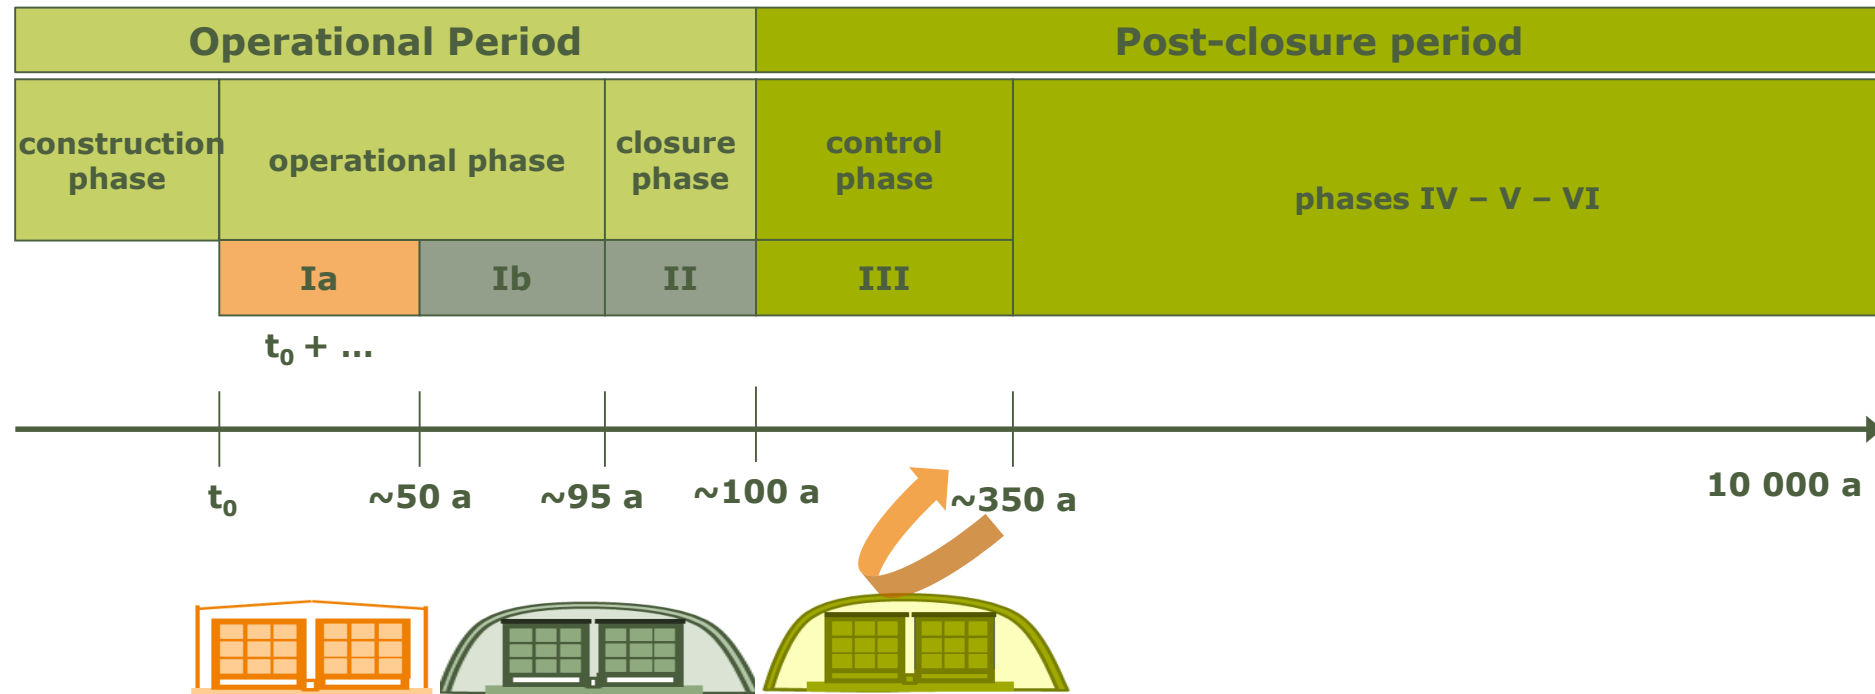 Operational Period
Post-closure period
construction
phase
operational phase
closure
phase
control
phase
phases IV – V – VI
Ia
Ib
II
III
t₀ + ...
t₀
~50 a
~95 a
~100 a
~350 a
10 000 a